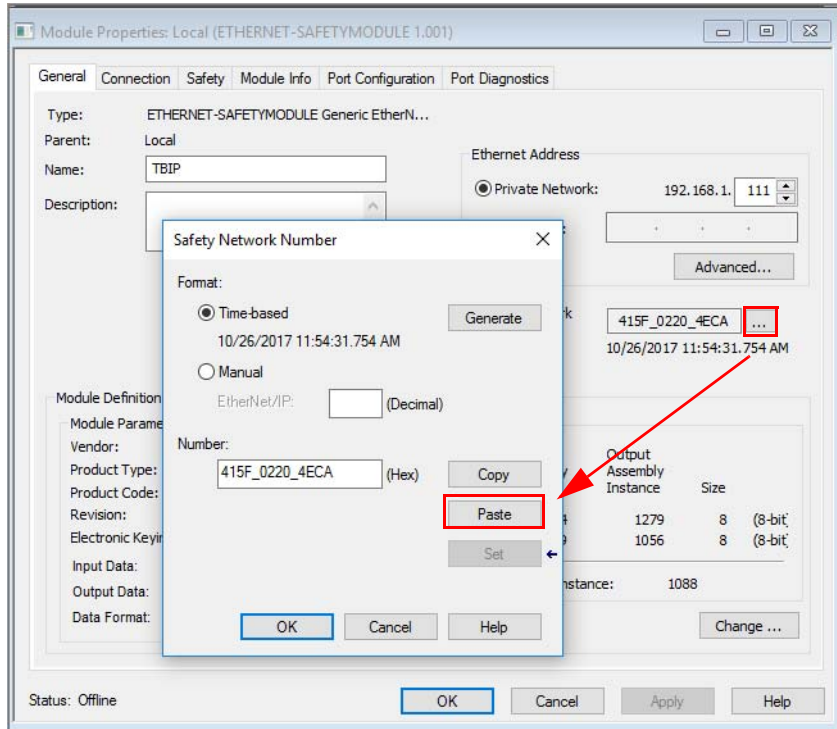 Module Properties: Local (ETHERNET-SAFETYMODULE 1.001)
General Connection Safety Module Info Port Configuration Port Diagnostics
Type: ETHERNET-SAFETYMODULE Generic EtherN...
Parent: Local
Name: TBIP
Description:
Ethernet Address
Private Network: 192.168.1. 111
Advanced...
415F_0220_4ECA ...
10/26/2017 11:54:31.754 AM
Safety Network Number
Format:
Time-based
Generate
10/26/2017 11:54:31.754 AM
Manual
EtherNet/IP: (Decimal)
Number:
415F_0220_4ECA (Hex)
Copy
Paste
Set
OK Cancel Help
Module Definition
Module Parame
Vendor:
Product Type:
Product Code:
Revision:
Electronic Keyin
Input Data:
Output Data:
Data Format:
Output
Assembly
Instance Size
1279 8 (8-bit
1056 8 (8-bit
nstance: 1088
Change ...
Status: Offline
OK Cancel Apply Help